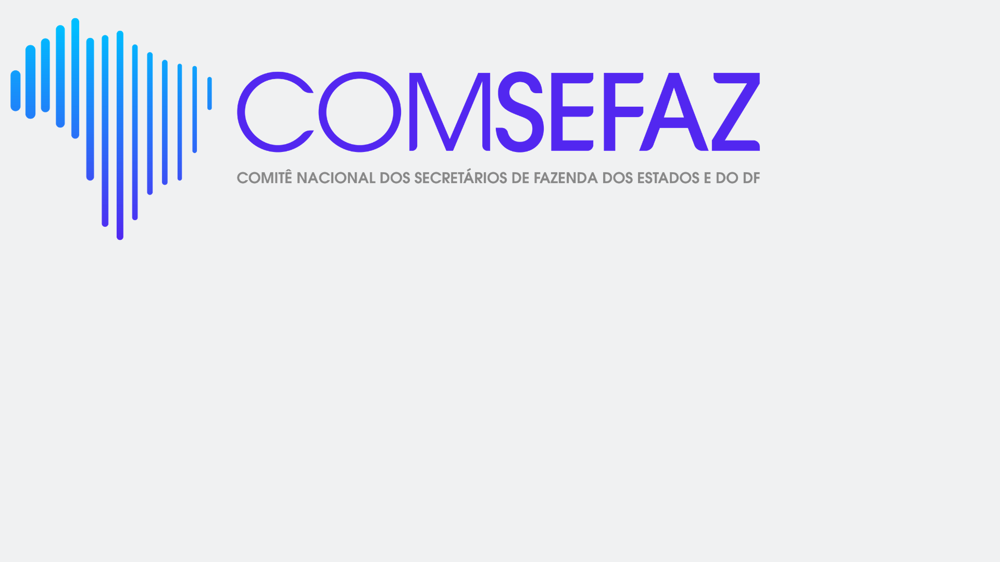 COMSEFAZ
COMITÊ NACIONAL DOS SECRETÁRIOS DE FAZENDA DOS ESTADOS E DO DF